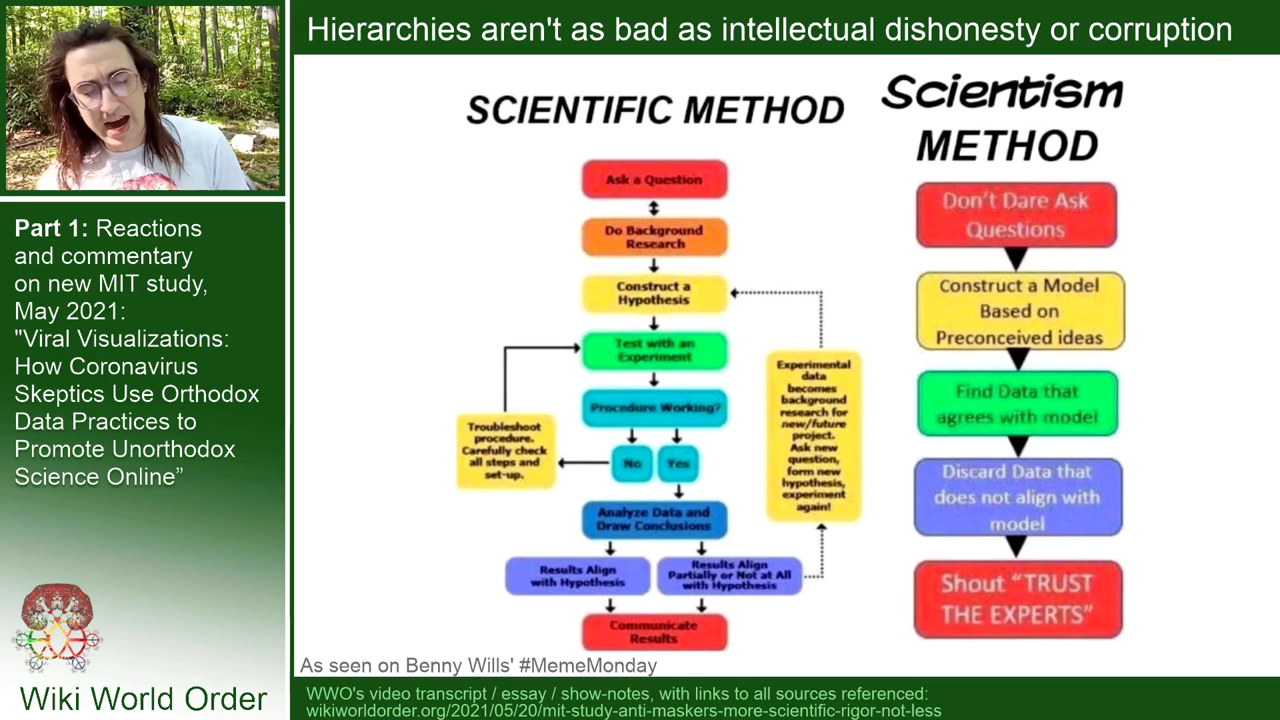 Hierarchies aren't as bad as intellectual dishonesty or corruption
Part 1: Reactions
and commentary
on new MIT study,
May 2021:
"Viral Visualizations:
How Coronavirus
Skeptics Use Orthodox
Data Practices to
Promote Unorthodox
Science Online”
Wiki World Order
SCIENTIFIC METHOD
Ask a Question
Do Background
Research
Construct a
Hypothesis
Test with an
Experiment
Procedure Working?
No
Yes
Troubleshoot
procedure.
Carefully check
all steps and
set-up.
Analyze Data and
Draw Conclusions
Results Align
with Hypothesis
Results Align
Partially or Not at All
with Hypothesis
Experimental
data
becomes
background
research for
new/future
project.
Ask new
question,
form new
hypothesis,
experiment
again!
Communicate
Results
Scientism
METHOD
Don't Dare Ask
Questions
Construct a Model
Based on
Preconceived ideas
Find Data that
agrees with model
Discard Data that
does not align with
model
Shout “TRUST
THE EXPERTS”
As seen on Benny Wills' #MemeMonday
WWO's video transcript / essay / show-notes, with links to all sources referenced:
wikiworldorder.org/2021/05/20/mit-study-anti-maskers-more-scientific-rigor-not-less